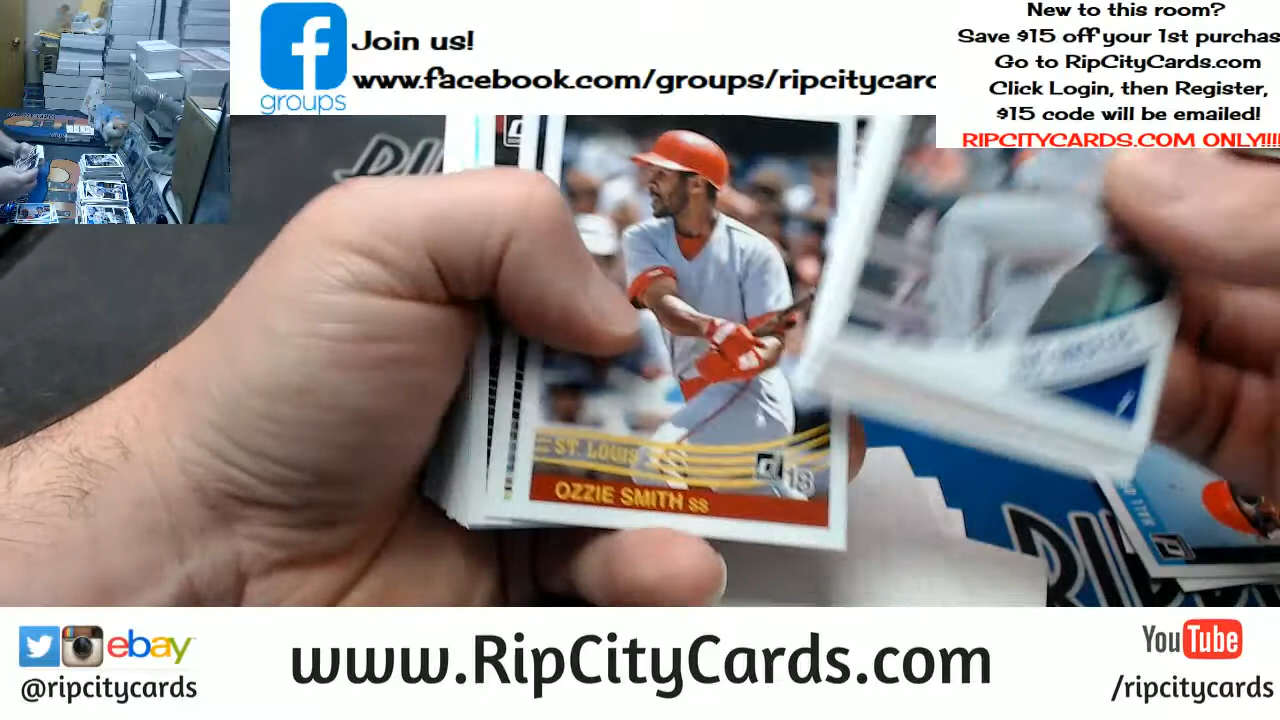 groups
Join us!
www.facebook.com/groups/ripcitycarc
New to this room?
Save $15 off your 1st purchas
Go to RipCityCards.com
Click Login, then Register,
$15 code will be emailed!
RIPCITYCARDS.COM ONLY!!!!
ST. LOUIS
18
OZZIE SMITH SS
ebay
@ripcitycards
www.RipCityCards.com
YouTube
/ripcitycards